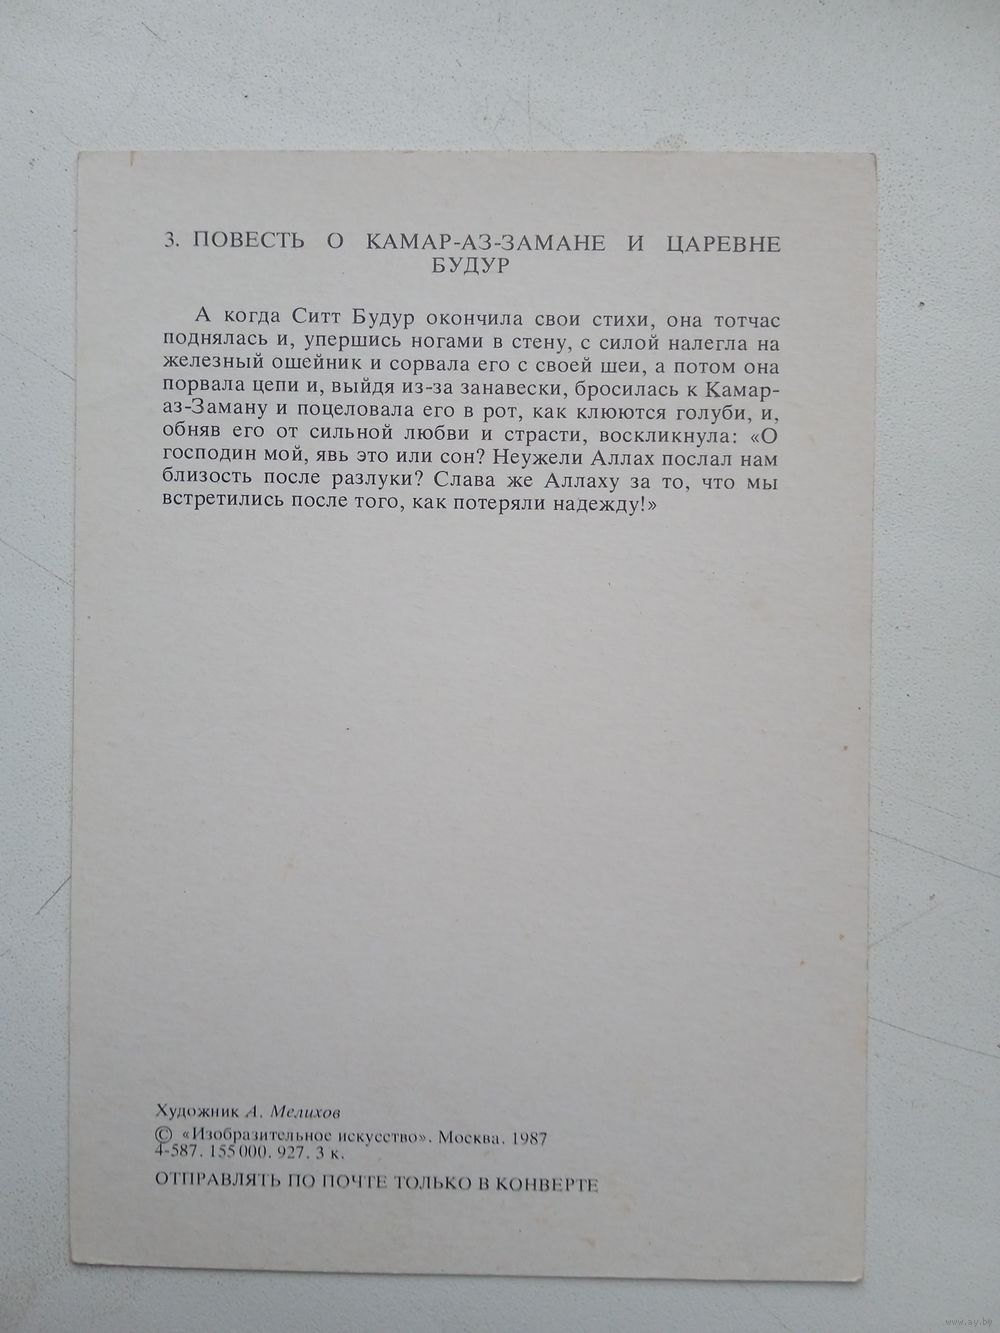 3. ПОВЕСТЬ О КАМАР-АЗ-ЗАМАНЕ И ЦАРЕВНЕ
БУДУР
А когда Ситт Будур окончила свои стихи, она тотчас
поднялась и, упершись ногами в стену, с силой налегла на
железный ошейник и сорвала его с своей шеи, а потом она
порвала цепи и, выйдя из-за занавески, бросилась к Камар-
аз-Заману и поцеловала его в рот, как клюются голуби, и,
обняв его от сильной любви и страсти, воскликнула: «О
господин мой, явь это или сон? Неужели Аллах послал нам
близость после разлуки? Слава же Аллаху за то, что мы
встретились после того, как потеряли надежду!»
Художник А. Мелихов
© «Изобразительное искусство». Москва. 1987
4-587. 155 000. 927. 3 к.
ОТПРАВЛЯТЬ ПО ПОЧТЕ ТОЛЬКО В КОНВЕРТЕ
www.ay.by